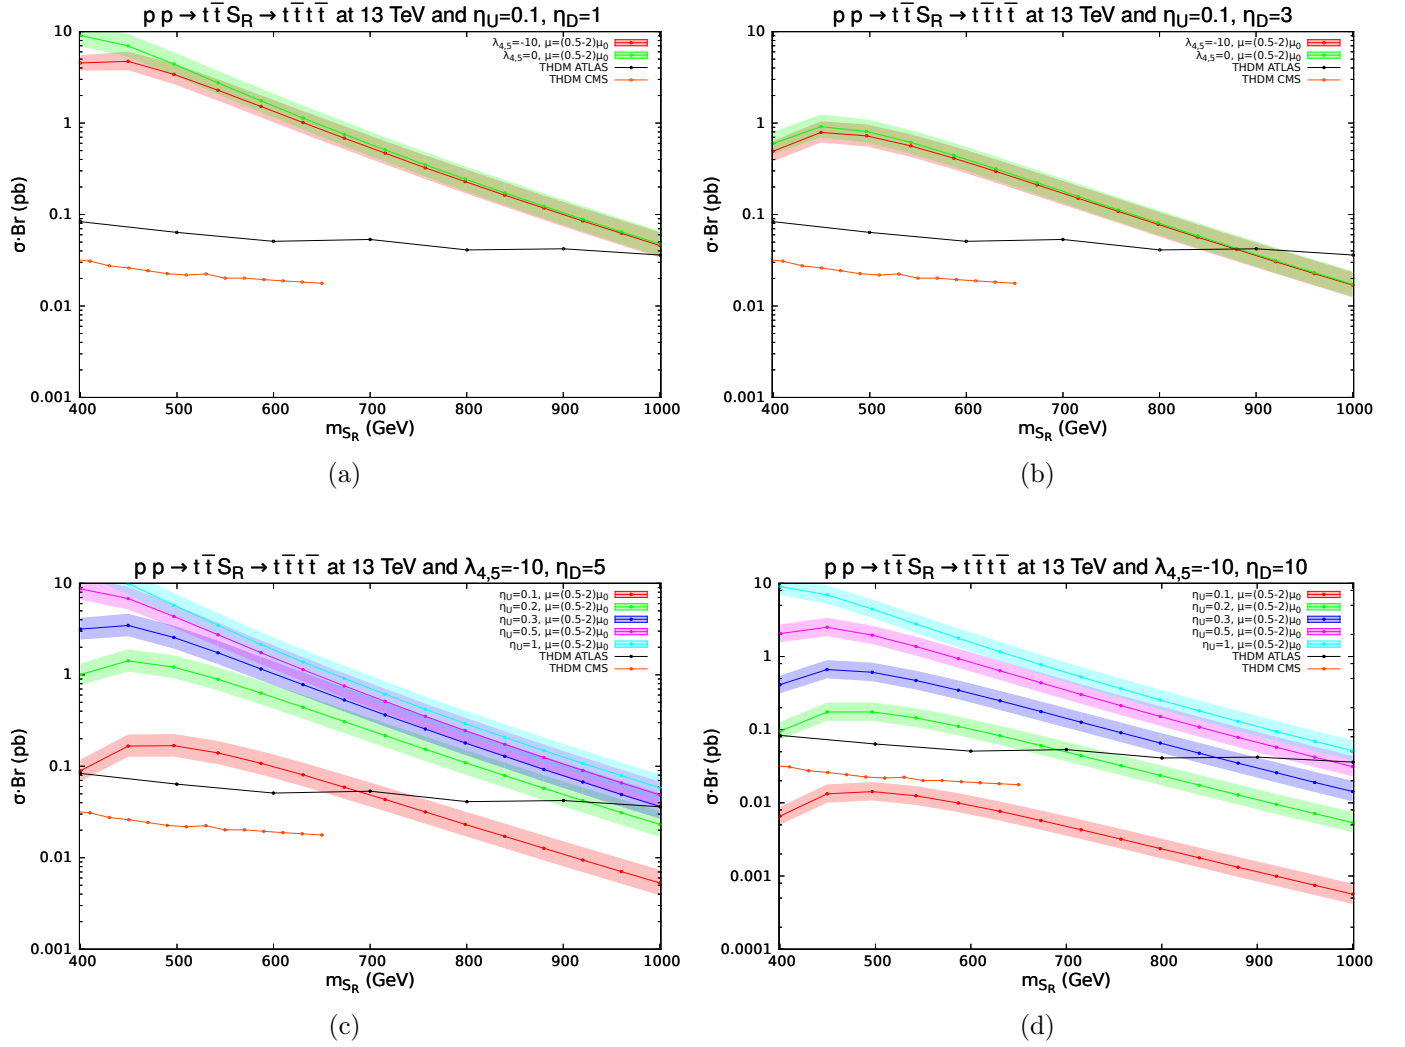 p p → t t̅ S_R → t t̅ t t̅ at 13 TeV and η_U=0.1, η_D=1
10
1
0.1
0.01
0.001
σ·Br (pb)
λ_4,5=-10, μ=(0.5-2)μ_0
λ_4,5=0, μ=(0.5-2)μ_0
THDM ATLAS
THDM CMS
400 500 600 700 800 900 1000
m_S_R (GeV)
(a)
p p → t t̅ S_R → t t̅ t t̅ at 13 TeV and η_U=0.1, η_D=3
10
1
0.1
0.01
0.001
σ·Br (pb)
λ_4,5=-10, μ=(0.5-2)μ_0
λ_4,5=0, μ=(0.5-2)μ_0
THDM ATLAS
THDM CMS
400 500 600 700 800 900 1000
m_S_R (GeV)
(b)
p p → t t̅ S_R → t t̅ t t̅ at 13 TeV and λ_4,5=-10, η_D=5
10
1
0.1
0.01
0.001
σ·Br (pb)
η_U=0.1, μ=(0.5-2)μ_0
η_U=0.2, μ=(0.5-2)μ_0
η_U=0.3, μ=(0.5-2)μ_0
η_U=0.5, μ=(0.5-2)μ_0
η_U=1, μ=(0.5-2)μ_0
THDM ATLAS
THDM CMS
400 500 600 700 800 900 1000
m_S_R (GeV)
(c)
p p → t t̅ S_R → t t̅ t t̅ at 13 TeV and λ_4,5=-10, η_D=10
10
1
0.1
0.01
0.001
0.0001
σ·Br (pb)
η_U=0.1, μ=(0.5-2)μ_0
η_U=0.2, μ=(0.5-2)μ_0
η_U=0.3, μ=(0.5-2)μ_0
η_U=0.5, μ=(0.5-2)μ_0
η_U=1, μ=(0.5-2)μ_0
THDM ATLAS
THDM CMS
400 500 600 700 800 900 1000
m_S_R (GeV)
(d)